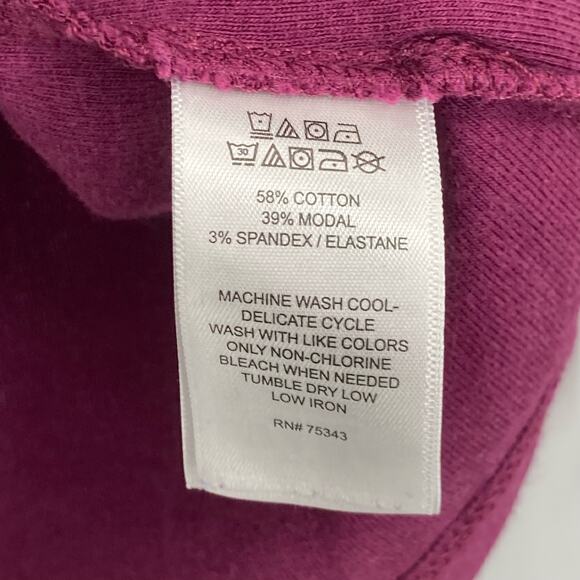 30
58% COTTON
39% MODAL
3% SPANDEX / ELASTANE
MACHINE WASH COOL-
DELICATE CYCLE
WASH WITH LIKE COLORS
ONLY NON-CHLORINE
BLEACH WHEN NEEDED
TUMBLE DRY LOW
LOW IRON
RN# 75343